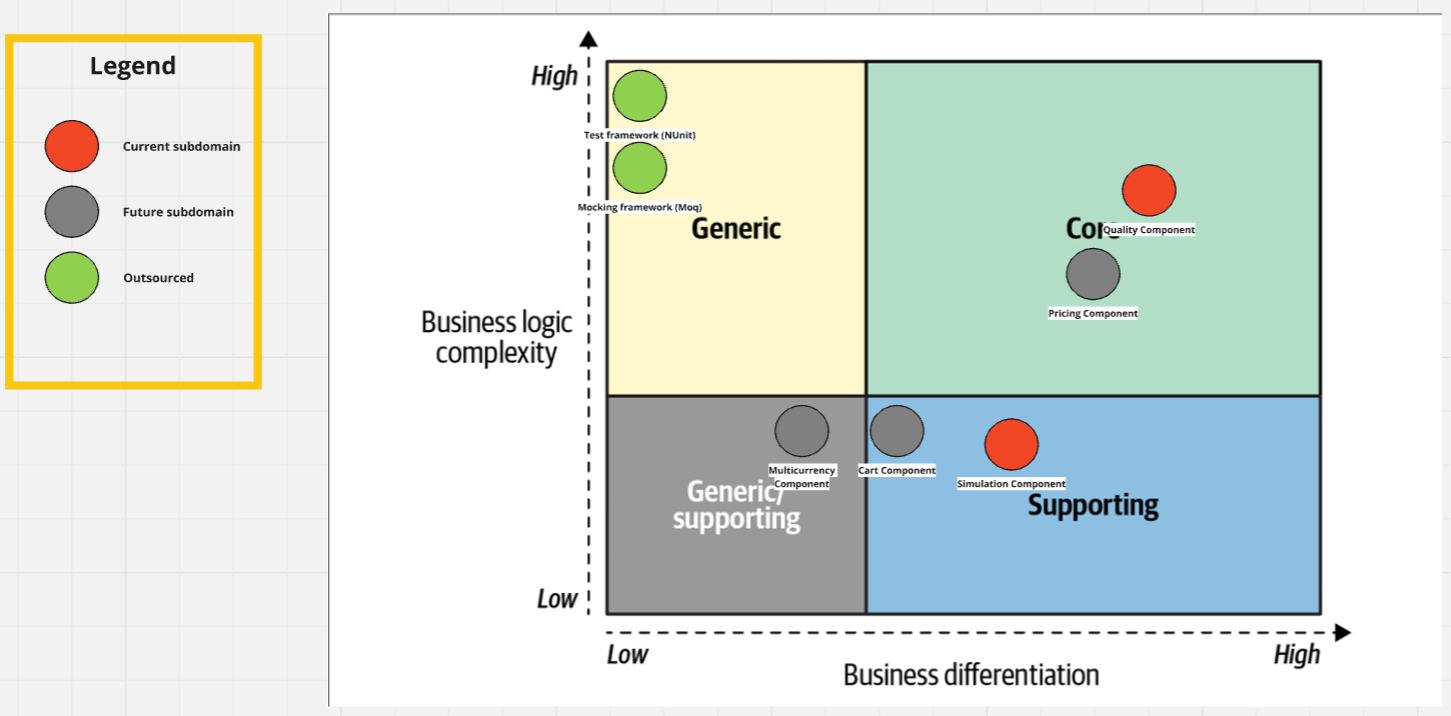 Legend
Current subdomain
Future subdomain
Outsourced
High
Test framework (NUnit)
Mocking framework (Moq)
Generic
Core
Quality Component
Pricing Component
Business logic
complexity
Multicurrency
Component
Cart Component
Simulation Component
Generic/
supporting
Supporting
Low
Low
High
Business differentiation